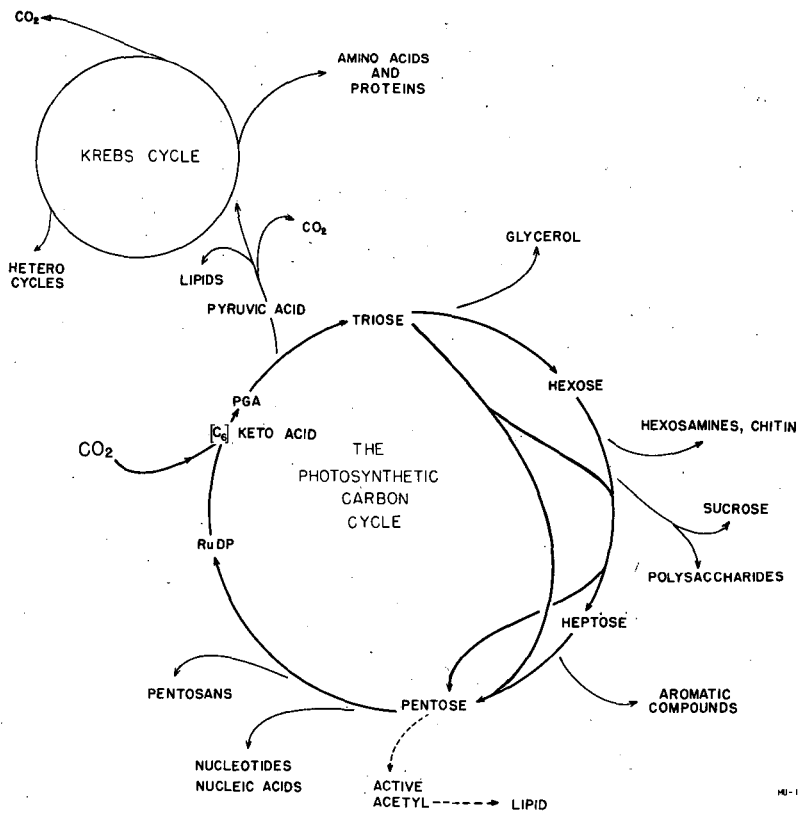 CO₂
AMINO ACIDS
AND
PROTEINS
KREBS CYCLE
CO₂
GLYCEROL
HETERO
CYCLES
LIPIDS
PYRUVIC ACID
TRIOSE
HEXOSE
PGA
[C₆] KETO ACID
HEXOSAMINES, CHITIN
CO₂
THE
PHOTOSYNTHETIC
CARBON
CYCLE
SUCROSE
RuDP
POLYSACCHARIDES
HEPTOSE
PENTOSANS
PENTOSE
AROMATIC
COMPOUNDS
NUCLEOTIDES
NUCLEIC ACIDS
ACTIVE
ACETYL
LIPID
MU-1